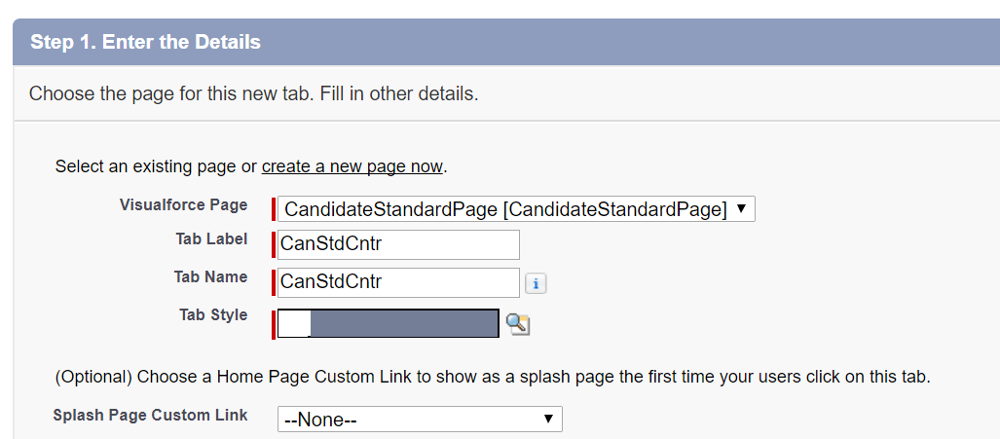 Step 1. Enter the Details
Choose the page for this new tab. Fill in other details.
Select an existing page or create a new page now.
Visualforce Page CandidateStandardPage [CandidateStandardPage]
Tab Label CanStdCntr
Tab Name CanStdCntr
Tab Style
(Optional) Choose a Home Page Custom Link to show as a splash page the first time your users click on this tab.
Splash Page Custom Link --None--